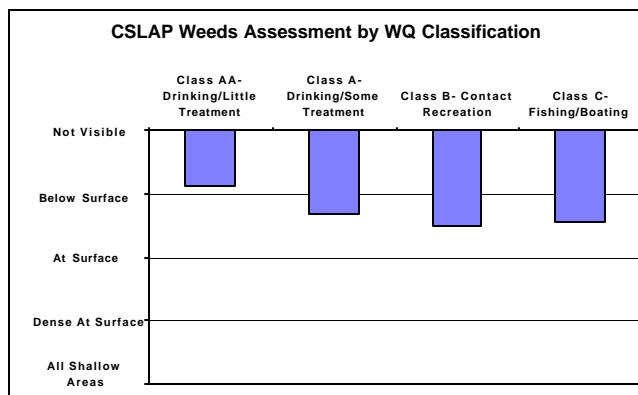 CSLAP Weeds Assessment by WQ Classification
Class AA-
Drinking/Little
Treatment
Class A-
Drinking/Some
Treatment
Class B- Contact
Recreation
Class C-
Fishing/Boating
Not Visible
Below Surface
At Surface
Dense At Surface
All Shallow
Areas